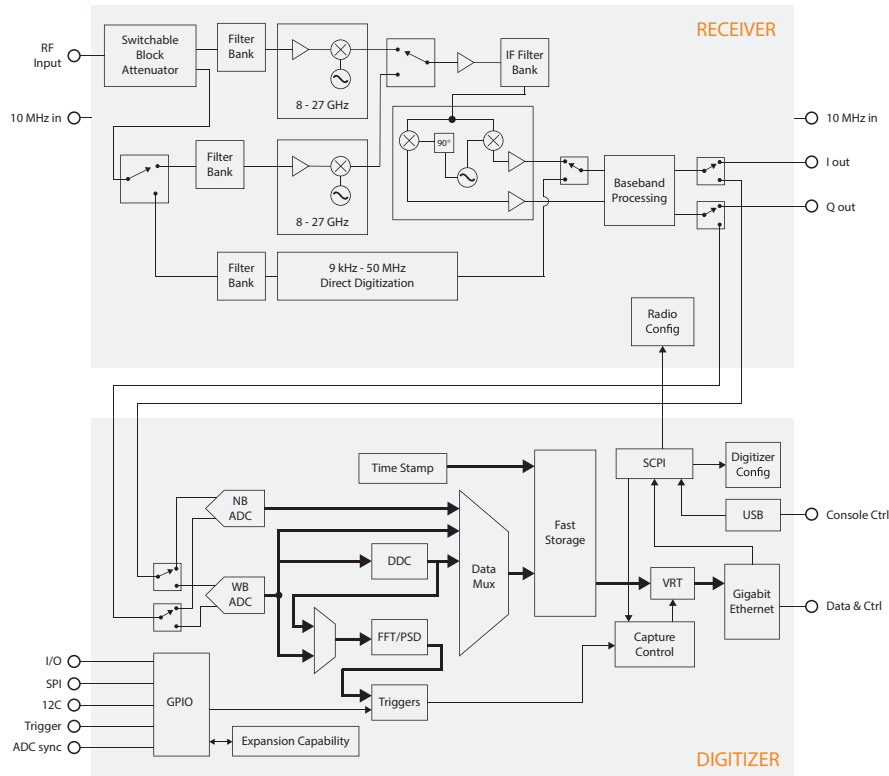 RECEIVER
RF
Input
Switchable
Block
Attenuator
Filter
Bank
8 - 27 GHz
IF Filter
Bank
10 MHz in
10 MHz in
90°
Filter
Bank
8 - 27 GHz
Baseband
Processing
I out
Q out
Filter
Bank
9 kHz - 50 MHz
Direct Digitization
Radio
Config
Time Stamp
SCPI
Digitizer
Config
NB
ADC
Fast
Storage
USB
Console Ctrl
DDC
Data
Mux
WB
ADC
VRT
Gigabit
Ethernet
Data & Ctrl
FFT/PSD
Capture
Control
I/O
SPI
12C
Trigger
ADC sync
GPIO
Triggers
Expansion Capability
DIGITIZER